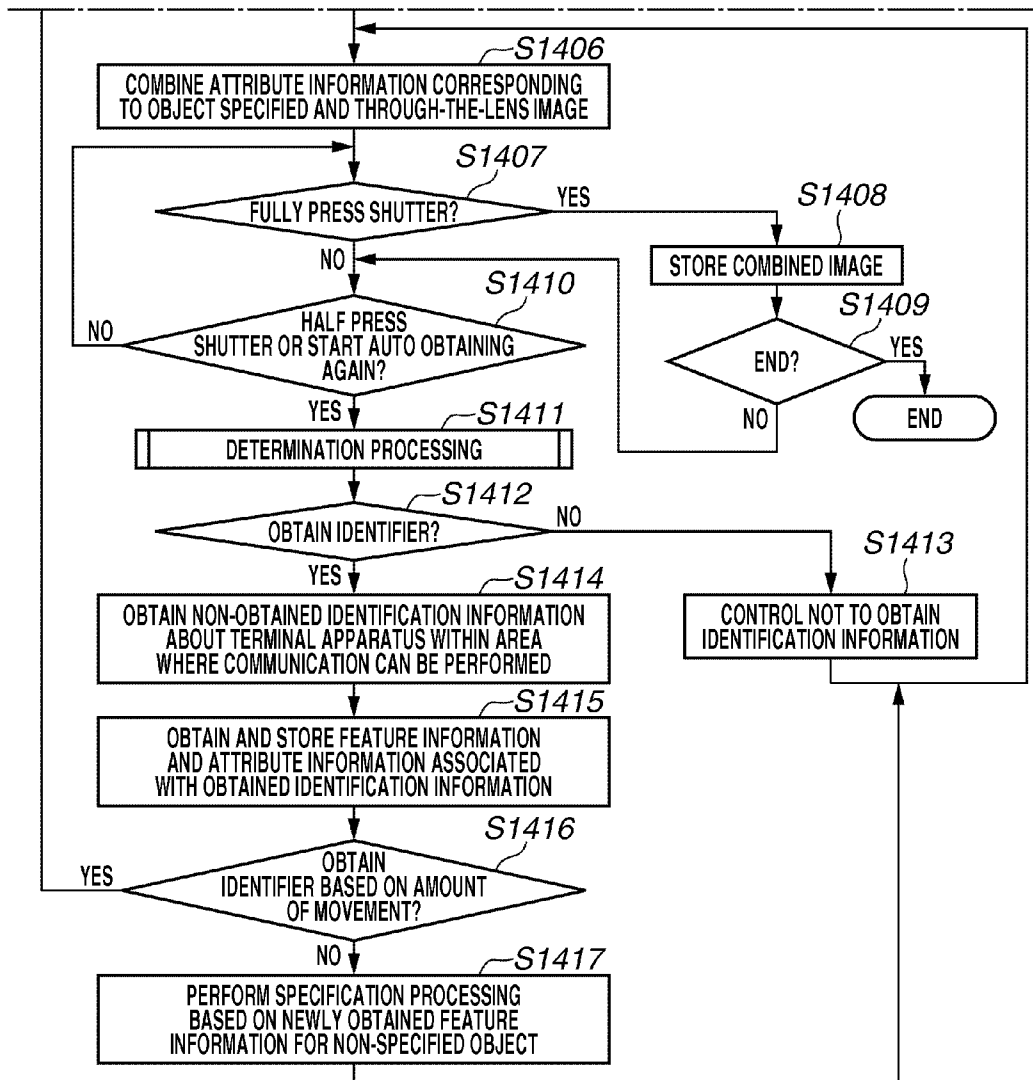 S1406
COMBINE ATTRIBUTE INFORMATION CORRESPONDING
TO OBJECT SPECIFIED AND THROUGH-THE-LENS IMAGE
S1407
FULLY PRESS SHUTTER?
YES
NO
S1408
STORE COMBINED IMAGE
S1409
END?
YES
NO
END
S1410
HALF PRESS
SHUTTER OR START AUTO OBTAINING
AGAIN?
NO
YES
S1411
DETERMINATION PROCESSING
S1412
OBTAIN IDENTIFIER?
NO
YES
S1413
CONTROL NOT TO OBTAIN
IDENTIFICATION INFORMATION
S1414
OBTAIN NON-OBTAINED IDENTIFICATION INFORMATION
ABOUT TERMINAL APPARATUS WITHIN AREA
WHERE COMMUNICATION CAN BE PERFORMED
S1415
OBTAIN AND STORE FEATURE INFORMATION
AND ATTRIBUTE INFORMATION ASSOCIATED
WITH OBTAINED IDENTIFICATION INFORMATION
S1416
OBTAIN
IDENTIFIER BASED ON AMOUNT
OF MOVEMENT?
YES
NO
S1417
PERFORM SPECIFICATION PROCESSING
BASED ON NEWLY OBTAINED FEATURE
INFORMATION FOR NON-SPECIFIED OBJECT